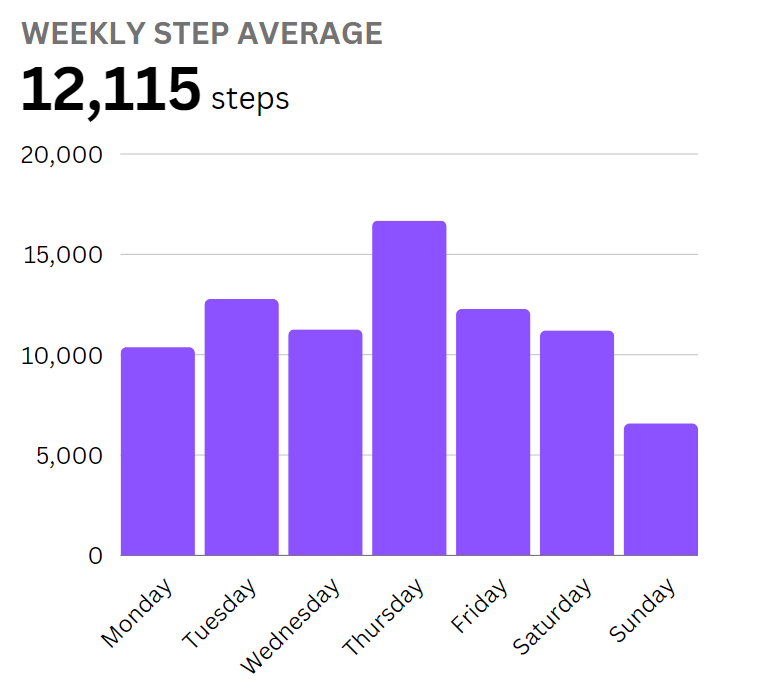 WEEKLY STEP AVERAGE
12,115 steps
20,000
15,000
10,000
5,000
0
Monday
Tuesday
Wednesday
Thursday
Friday
Saturday
Sunday